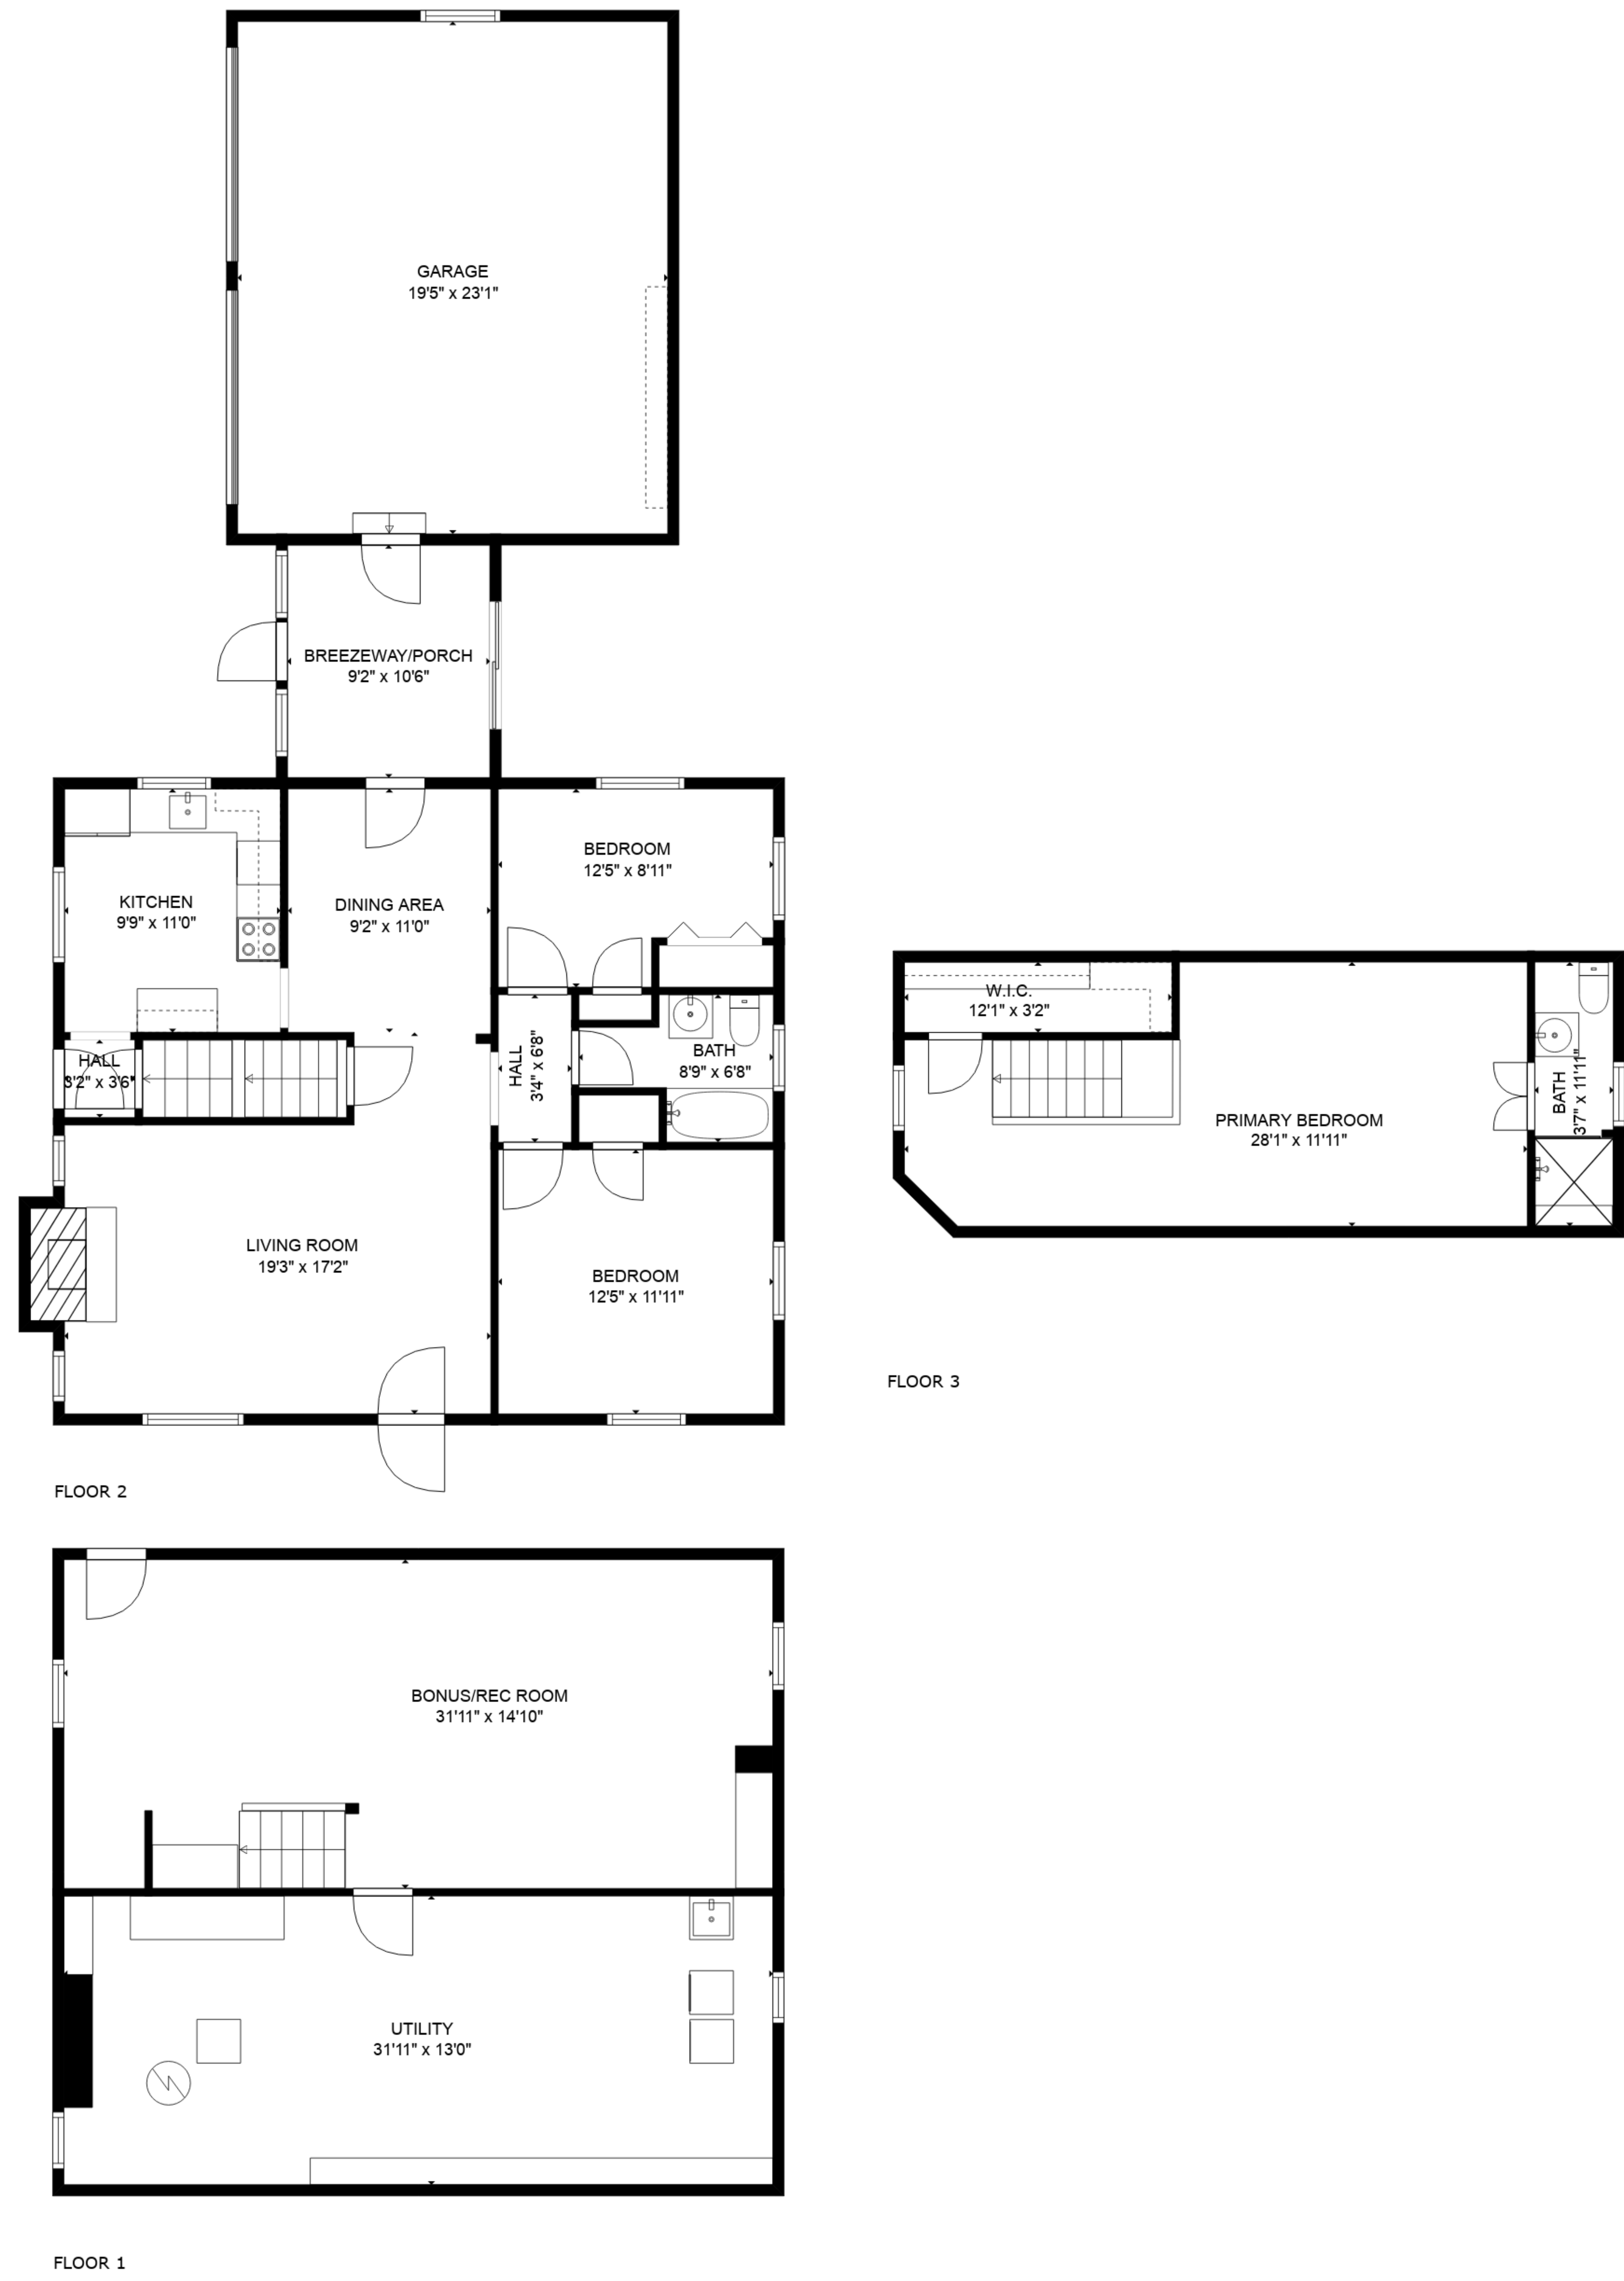 GARAGE
19'5" x 23'1"
BREEZEWAY/PORCH
9'2" x 10'6"
KITCHEN
9'9" x 11'0"
DINING AREA
9'2" x 11'0"
BEDROOM
12'5" x 8'11"
HALL
3'2" x 3'6"
HALL
3'4" x 6'8"
BATH
8'9" x 6'8"
LIVING ROOM
19'3" x 17'2"
BEDROOM
12'5" x 11'11"
FLOOR 2
W.I.C.
12'1" x 3'2"
PRIMARY BEDROOM
28'1" x 11'11"
BATH
3'7" x 11'11"
FLOOR 3
BONUS/REC ROOM
31'11" x 14'10"
UTILITY
31'11" x 13'0"
FLOOR 1